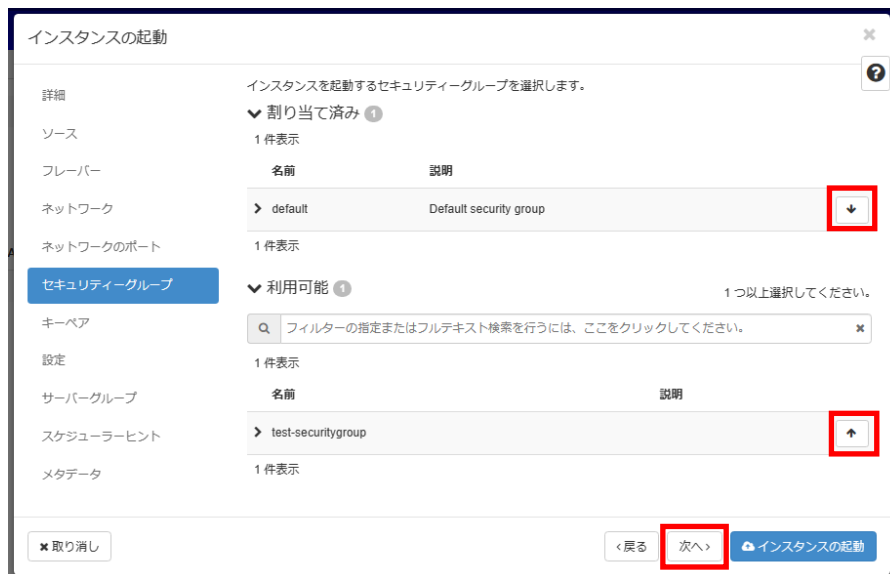 インスタンスの起動
×
詳細
ソース
フレーバー
ネットワーク
ネットワークのポート
セキュリティーグループ
キーペア
設定
サーバーグループ
スケジューラーヒント
メタデータ
?
インスタンスを起動するセキュリティーグループを選択します。
割り当て済み 1
1 件表示
名前 説明
default Default security group
1 件表示
利用可能 1 1 つ以上選択してください。
フィルターの指定またはフルテキスト検索を行うには、ここをクリックしてください。
1 件表示
名前 説明
test-securitygroup
1 件表示
×取り消し ‹戻る 次へ› インスタンスの起動